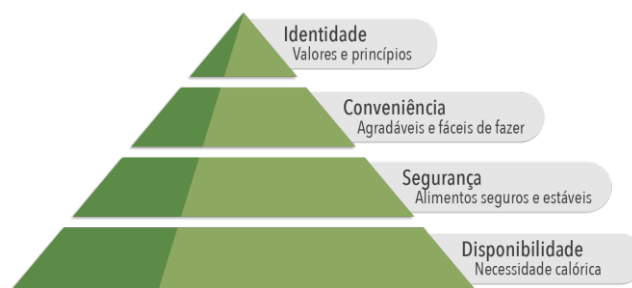 Identidade
Valores e princípios
Conveniência
Agradáveis e fáceis de fazer
Segurança
Alimentos seguros e estáveis
Disponibilidade
Necessidade calórica